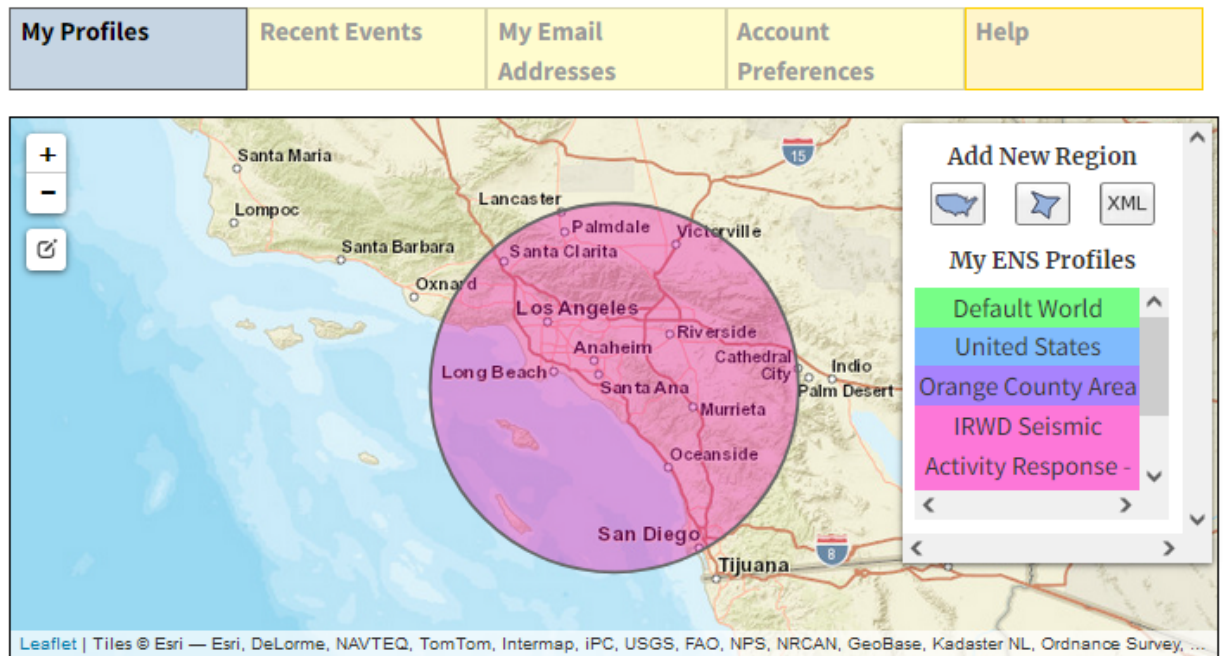 My Profiles
Recent Events
My Email
Addresses
Account
Preferences
Help
+
−
Santa Maria
Lompoc
Santa Barbara
Oxnard
Lancaster
Palmdale
Victorville
Santa Clarita
Los Angeles
Riverside
Anaheim
Cathedral
City
Indio
Palm Desert
Long Beach
Santa Ana
Murrieta
Oceanside
San Diego
Tijuana
15
8
Add New Region
XML
My ENS Profiles
Default World
United States
Orange County Area
IRWD Seismic
Activity Response -
Leaflet | Tiles © Esri — Esri, DeLorme, NAVTEQ, TomTom, Intermap, iPC, USGS, FAO, NPS, NRCAN, GeoBase, Kadaster NL, Ordnance Survey, ...